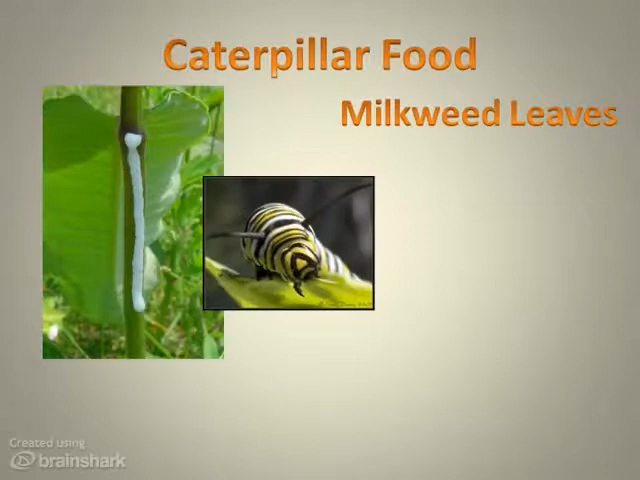 Caterpillar Food
Milkweed Leaves
Created using
brainshark